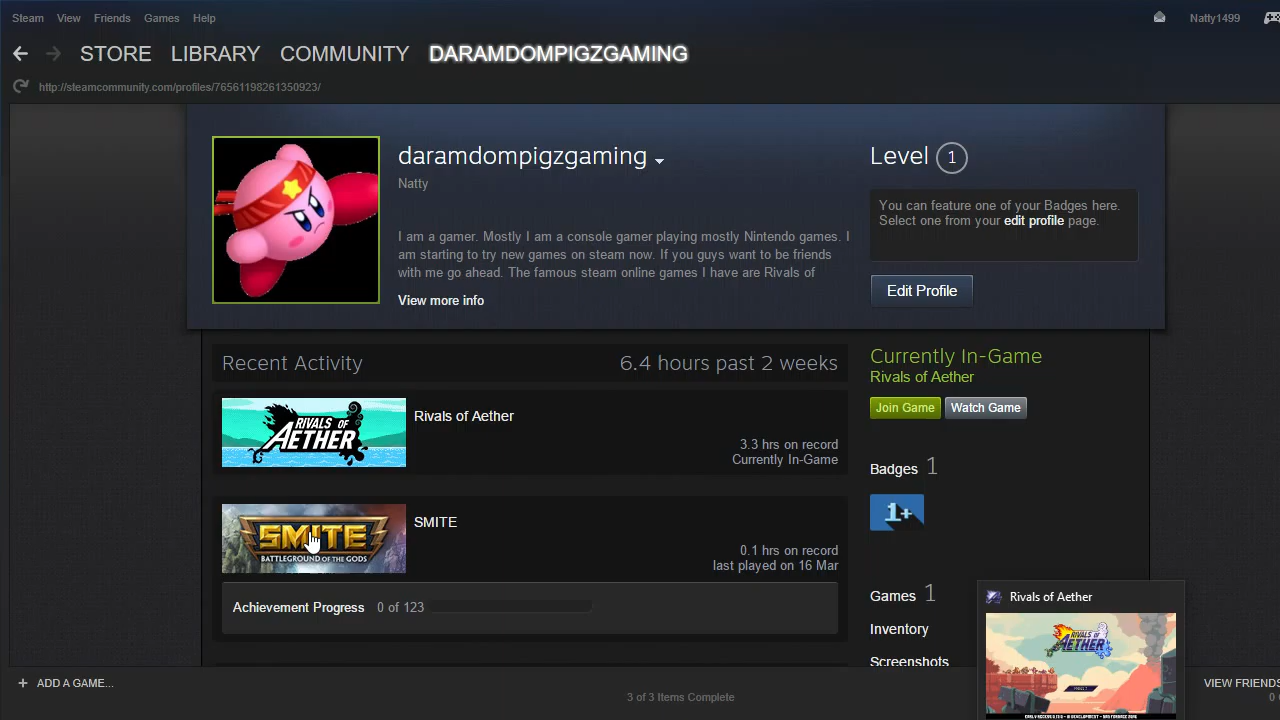 Steam View Friends Games Help
Natty1499
STORE LIBRARY COMMUNITY DARAMDOMPIGZGAMING
http://steamcommunity.com/profiles/76561198261350923/
daramdompigzgaming
Natty
I am a gamer. Mostly I am a console gamer playing mostly Nintendo games. I
am starting to try new games on steam now. If you guys want to be friends
with me go ahead. The famous steam online games I have are Rivals of
View more info
Level 1
You can feature one of your Badges here.
Select one from your edit profile page.
Edit Profile
Recent Activity 6.4 hours past 2 weeks
RIVALS OF
AETHER
Rivals of Aether
3.3 hrs on record
Currently In-Game
SMITE
BATTLEGROUND OF THE GODS
SMITE
0.1 hrs on record
last played on 16 Mar
Achievement Progress 0 of 123
Currently In-Game
Rivals of Aether
Join Game Watch Game
Badges 1
1+
Games 1
Inventory
Screenshots
Rivals of Aether
RIVALS OF
AETHER
+ ADD A GAME...
3 of 3 Items Complete
VIEW FRIENDS
0